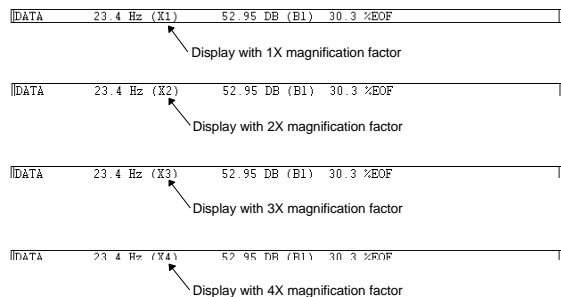 DATA 23.4 Hz (X1) 52.95 DB (B1) 30.3 %EOF
Display with 1X magnification factor
DATA 23.4 Hz (X2) 52.95 DB (B1) 30.3 %EOF
Display with 2X magnification factor
DATA 23.4 Hz (X3) 52.95 DB (B1) 30.3 %EOF
Display with 3X magnification factor
DATA 23.4 Hz (X4) 52.95 DB (B1) 30.3 %EOF
Display with 4X magnification factor